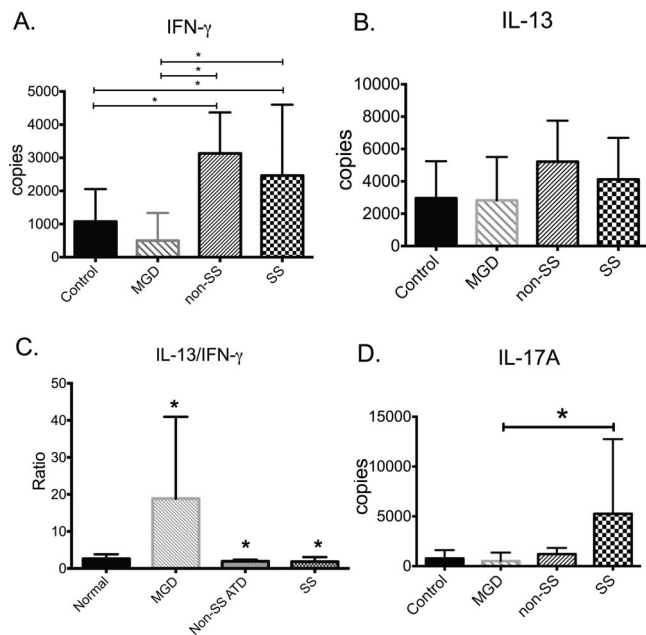 A.
IFN-γ
*
*
*
*
copies
5000
4000
3000
2000
1000
0
Control
MGD
non-SS
SS
B.
IL-13
copies
10000
8000
6000
4000
2000
0
Control
MGD
non-SS
SS
C.
IL-13/IFN-γ
Ratio
50
40
30
20
10
0
*
*
*
Normal
MGD
Non-SS ATD
SS
D.
IL-17A
*
copies
15000
10000
5000
0
Control
MGD
non-SS
SS